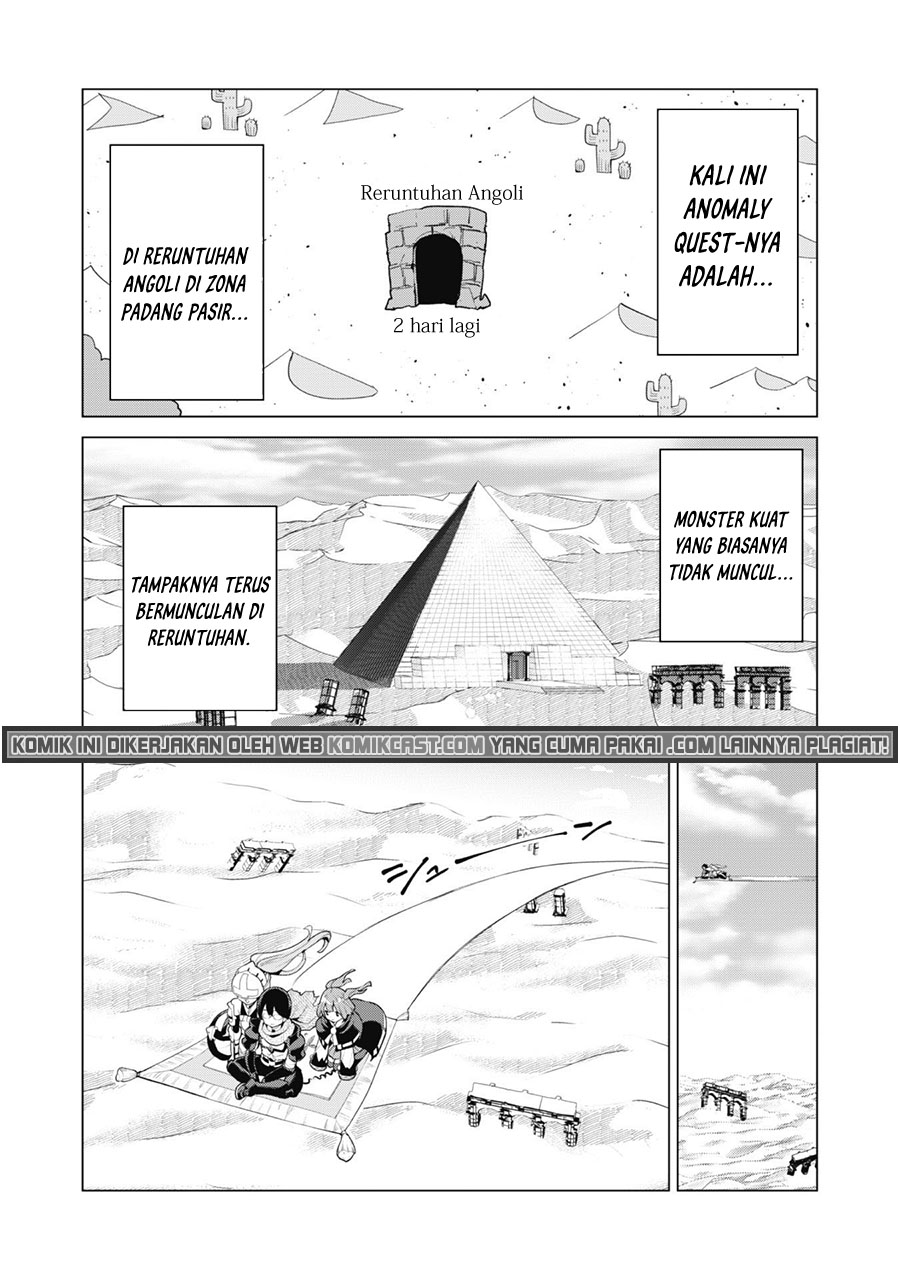 KALI INI
ANOMALY
QUEST-NYA
ADALAH...
Reruntuhan Angoli
2 hari lagi
DI RERUNTUHAN
ANGOLI DI ZONA
PADANG PASIR...
MONSTER KUAT
YANG BIASANYA
TIDAK MUNCUL...
TAMPAKNYA TERUS
BERMUNCULAN DI
RERUNTUHAN.
KOMIK INI DIKERJAKAN OLEH WEB KOMIKCAST.COM YANG CUMA PAKAI .COM LAINNYA PLAGIAT!
ニシューン